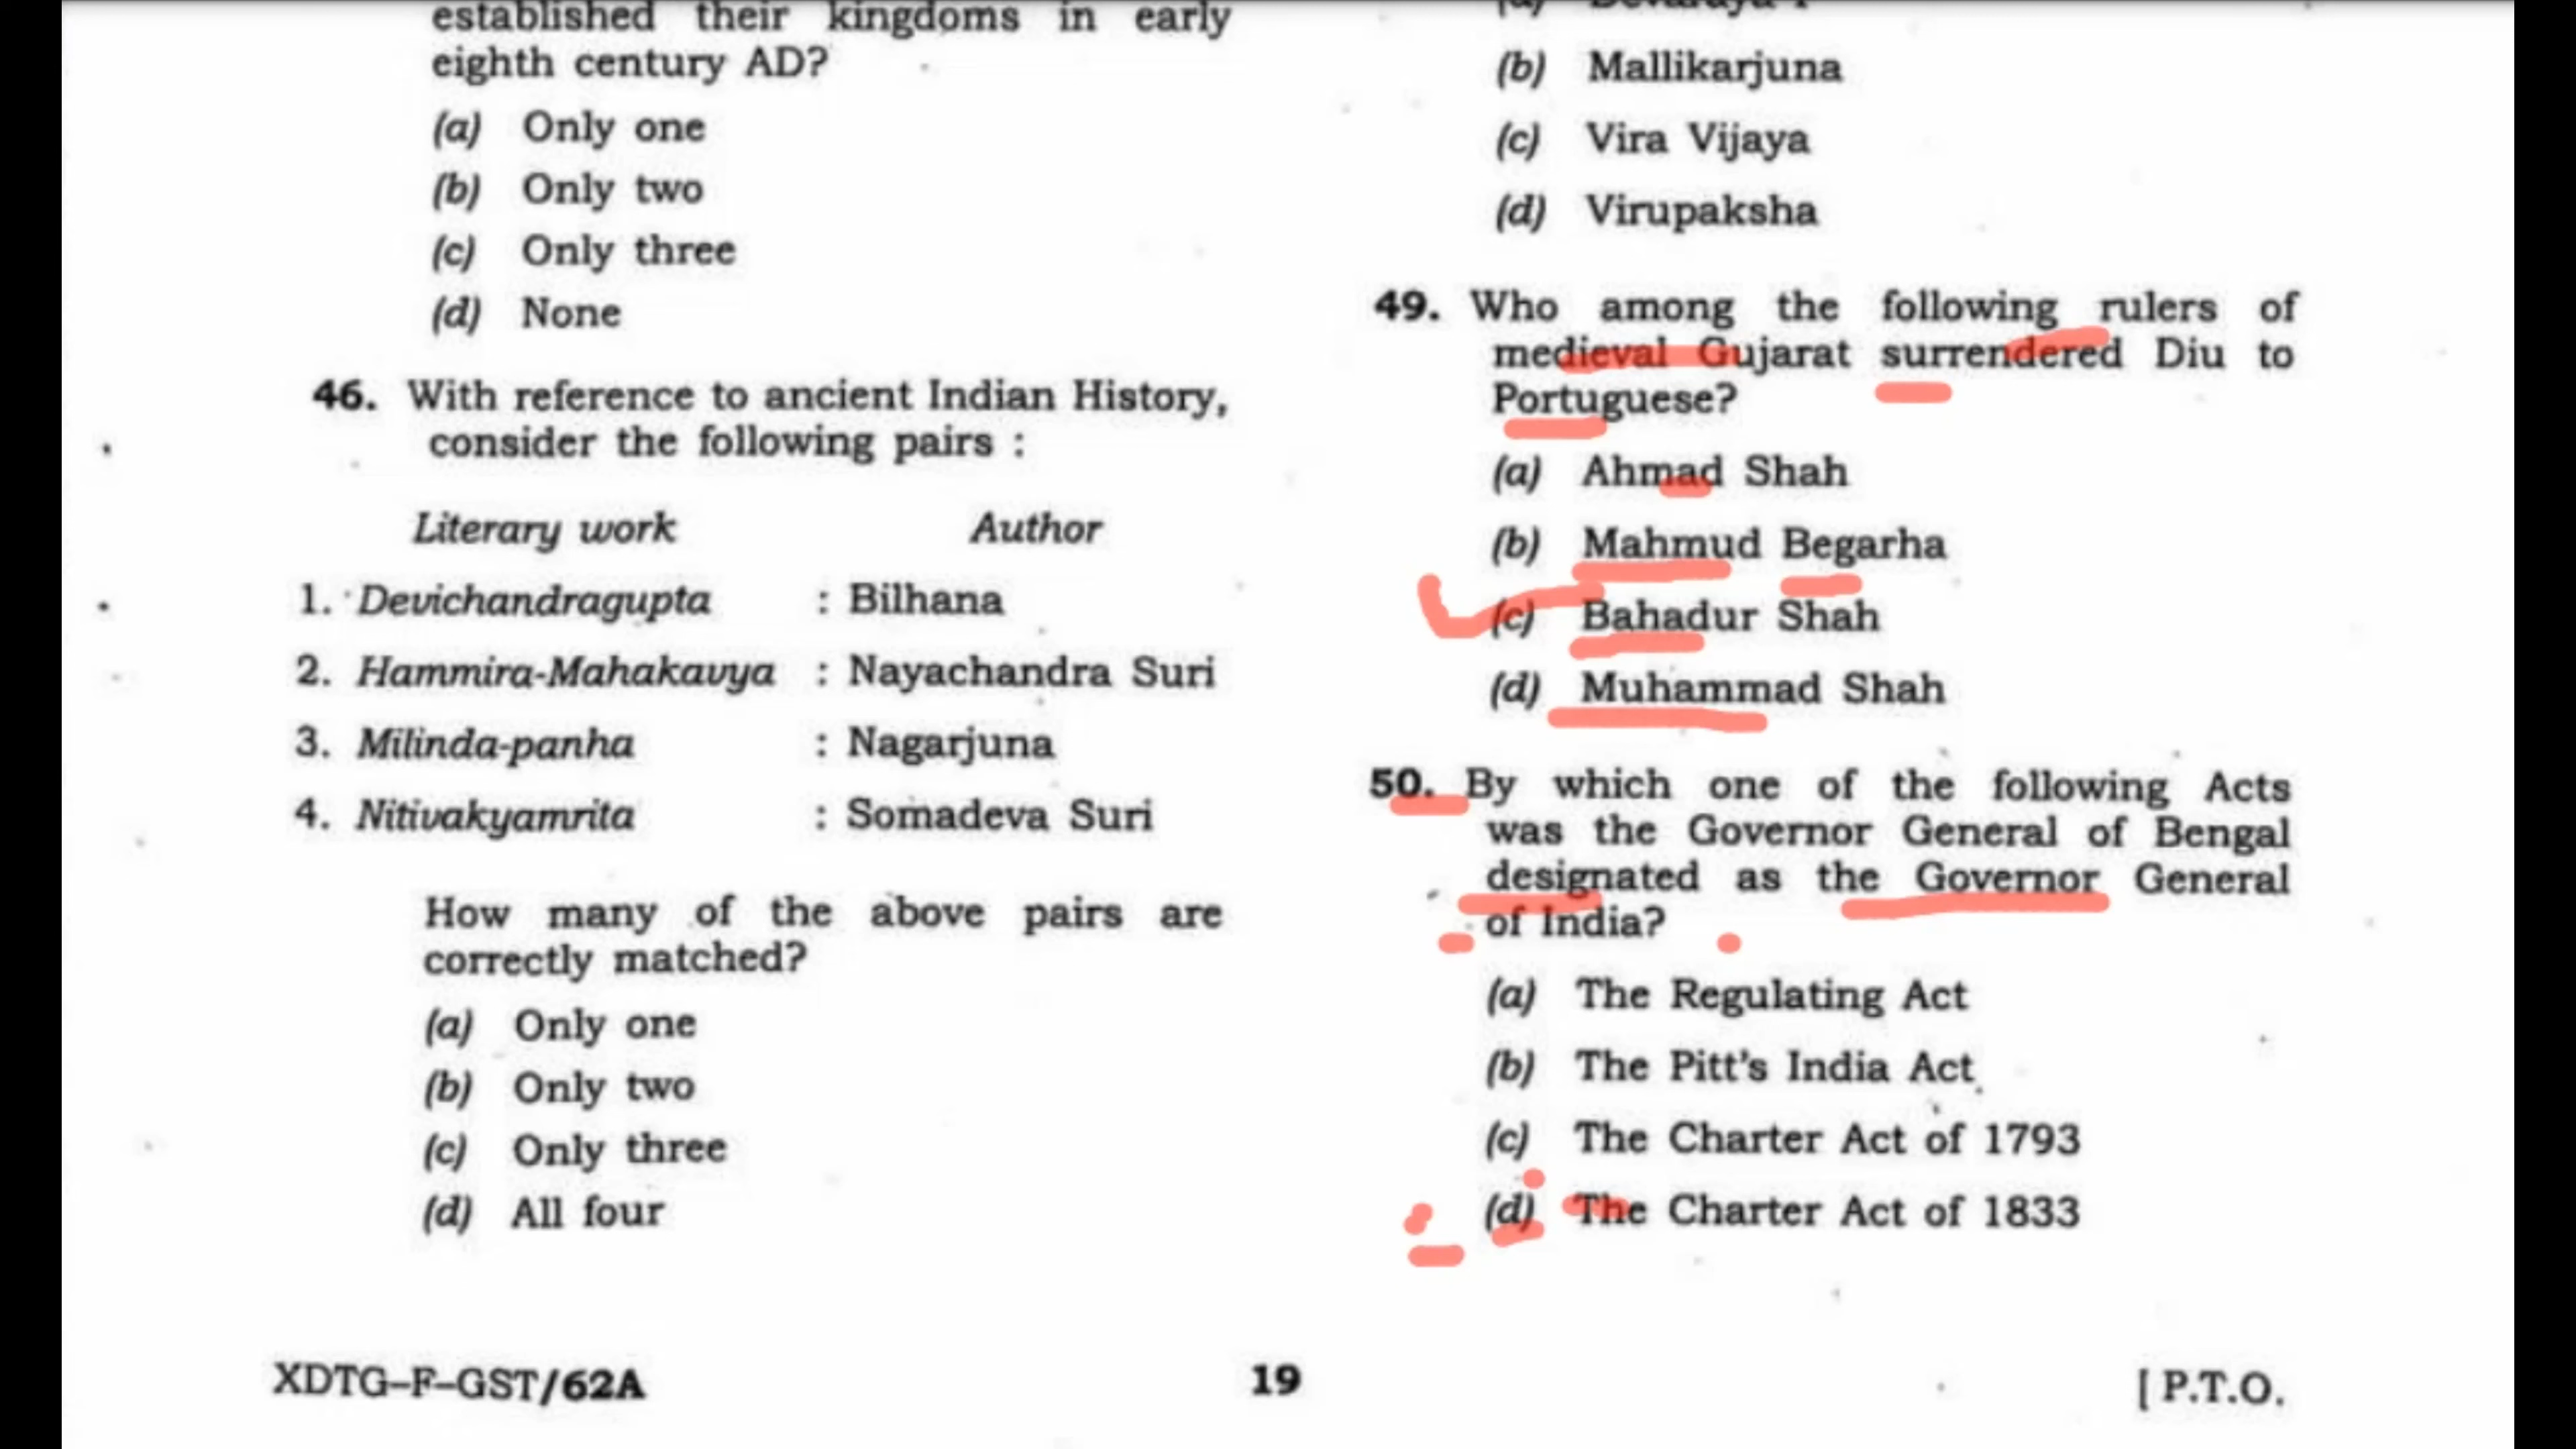 established their kingdoms in early
eighth century AD?
(a) Only one
(b) Only two
(c) Only three
(d) None
46. With reference to ancient Indian History,
consider the following pairs :
Literary work Author
1. Devichandragupta : Bilhana
2. Hammira-Mahakavya : Nayachandra Suri
3. Milinda-panha : Nagarjuna
4. Nitivakyamrita : Somadeva Suri
How many of the above pairs are
correctly matched?
(a) Only one
(b) Only two
(c) Only three
(d) All four
(b) Mallikarjuna
(c) Vira Vijaya
(d) Virupaksha
49. Who among the following rulers of
medieval Gujarat surrendered Diu to
Portuguese?
(a) Ahmad Shah
(b) Mahmud Begarha
(c) Bahadur Shah
(d) Muhammad Shah
50. By which one of the following Acts
was the Governor General of Bengal
designated as the Governor General
of India?
(a) The Regulating Act
(b) The Pitt's India Act
(c) The Charter Act of 1793
(d) The Charter Act of 1833
XDTG–F–GST/62A
19
[ P.T.O.